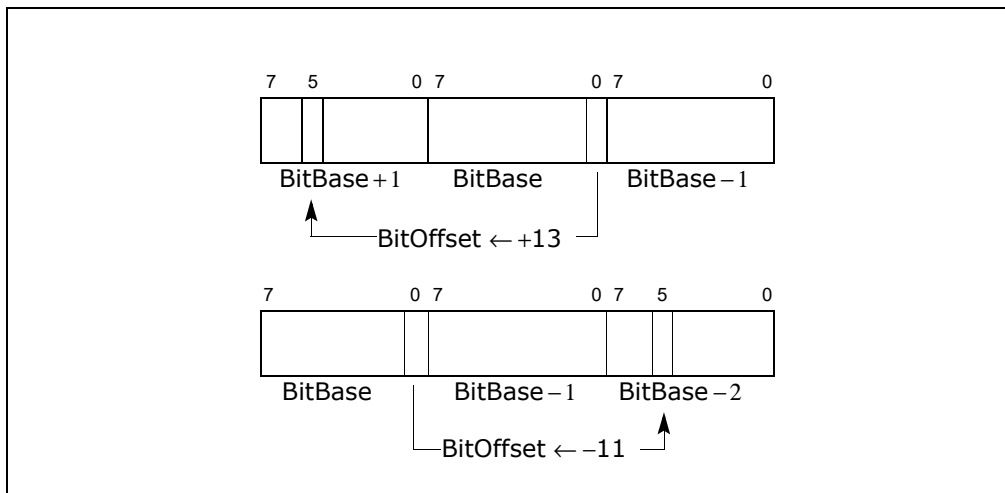 7 5 0 7 0 7 0
BitBase + 1 BitBase BitBase − 1
BitOffset ← +13
7 0 7 0 7 5 0
BitBase BitBase − 1 BitBase − 2
BitOffset ← −11